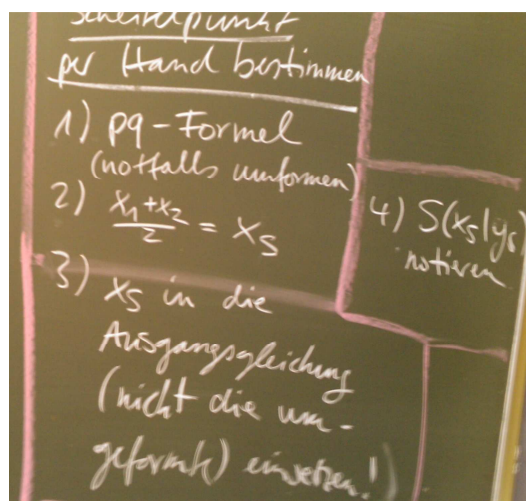 Scheitelpunkt
per Hand bestimmen
1) pq-Formel
(notfalls umformen)
2) x₁+x₂/2 = xₛ
3) xₛ in die
Ausgangsgleichung
(nicht die um-
geformte) einsetzen!)
4) S(xₛ|yₛ)
notieren